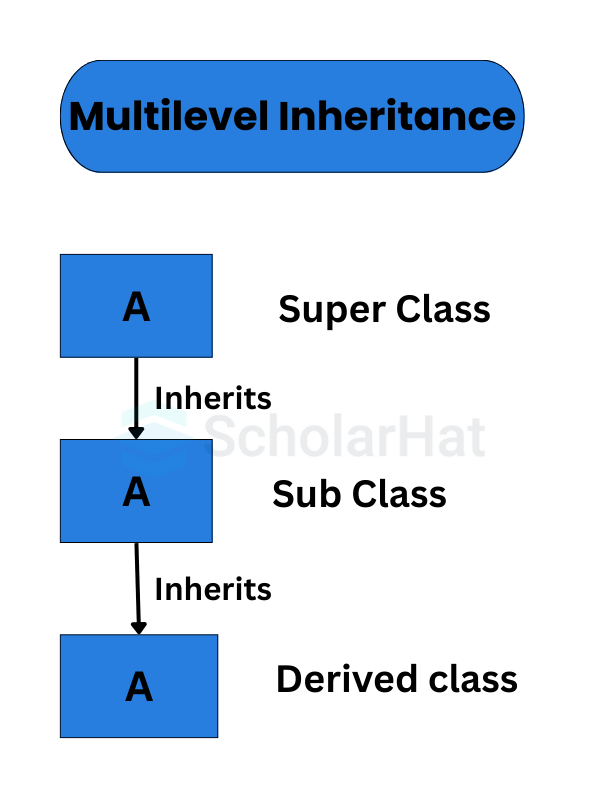 Multilevel Inheritance
A
Super Class
Inherits
ScholarHat
A
Sub Class
Inherits
A
Derived class